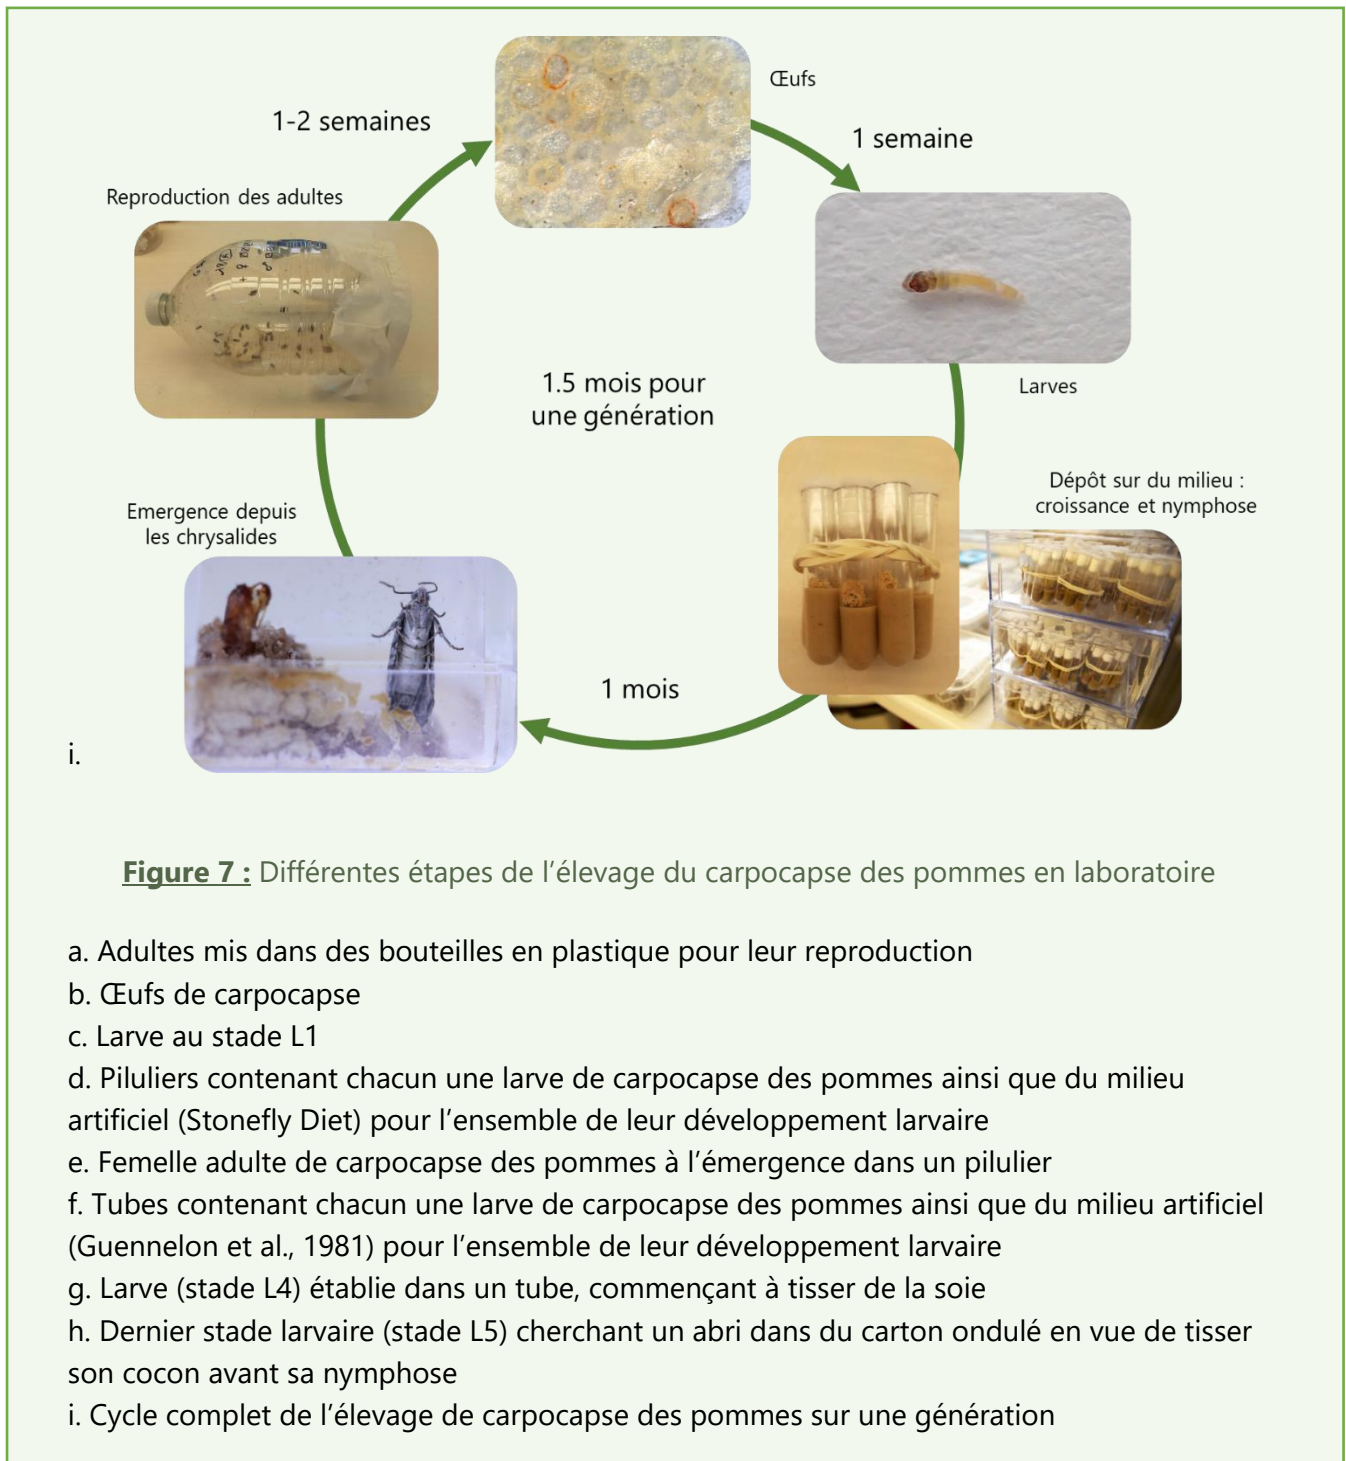 Œufs
1-2 semaines
1 semaine
Reproduction des adultes
1.5 mois pour
une génération
Larves
Dépôt sur du milieu :
croissance et nymphose
Emergence depuis
les chrysalides
1 mois
i.
Figure 7 : Différentes étapes de l’élevage du carpocapse des pommes en laboratoire
a. Adultes mis dans des bouteilles en plastique pour leur reproduction
b. Œufs de carpocapse
c. Larve au stade L1
d. Piluliers contenant chacun une larve de carpocapse des pommes ainsi que du milieu
artificiel (Stonefly Diet) pour l’ensemble de leur développement larvaire
e. Femelle adulte de carpocapse des pommes à l’émergence dans un pilulier
f. Tubes contenant chacun une larve de carpocapse des pommes ainsi que du milieu artificiel
(Guennelon et al., 1981) pour l’ensemble de leur développement larvaire
g. Larve (stade L4) établie dans un tube, commençant à tisser de la soie
h. Dernier stade larvaire (stade L5) cherchant un abri dans du carton ondulé en vue de tisser
son cocon avant sa nymphose
i. Cycle complet de l’élevage de carpocapse des pommes sur une génération